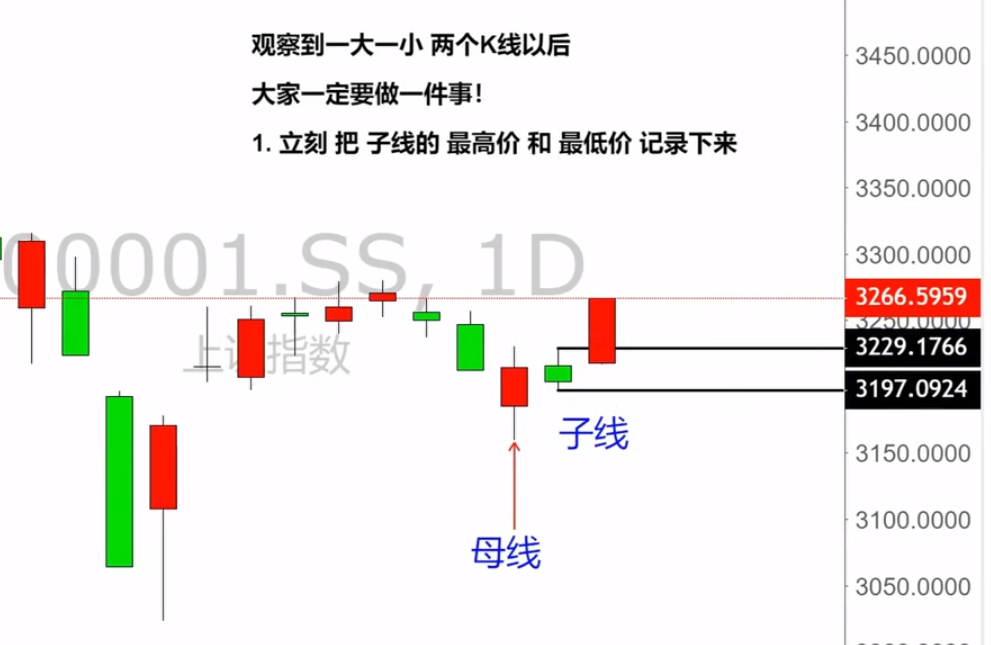 观察到一大一小 两个K线以后
大家一定要做一件事!
1. 立刻 把 子线的 最高价 和 最低价 记录下来
00001.SS, 1D
上证指数
子线
母线
3450.0000
3400.0000
3350.0000
3300.0000
3266.5959
3250.0000
3229.1766
3197.0924
3150.0000
3100.0000
3050.0000